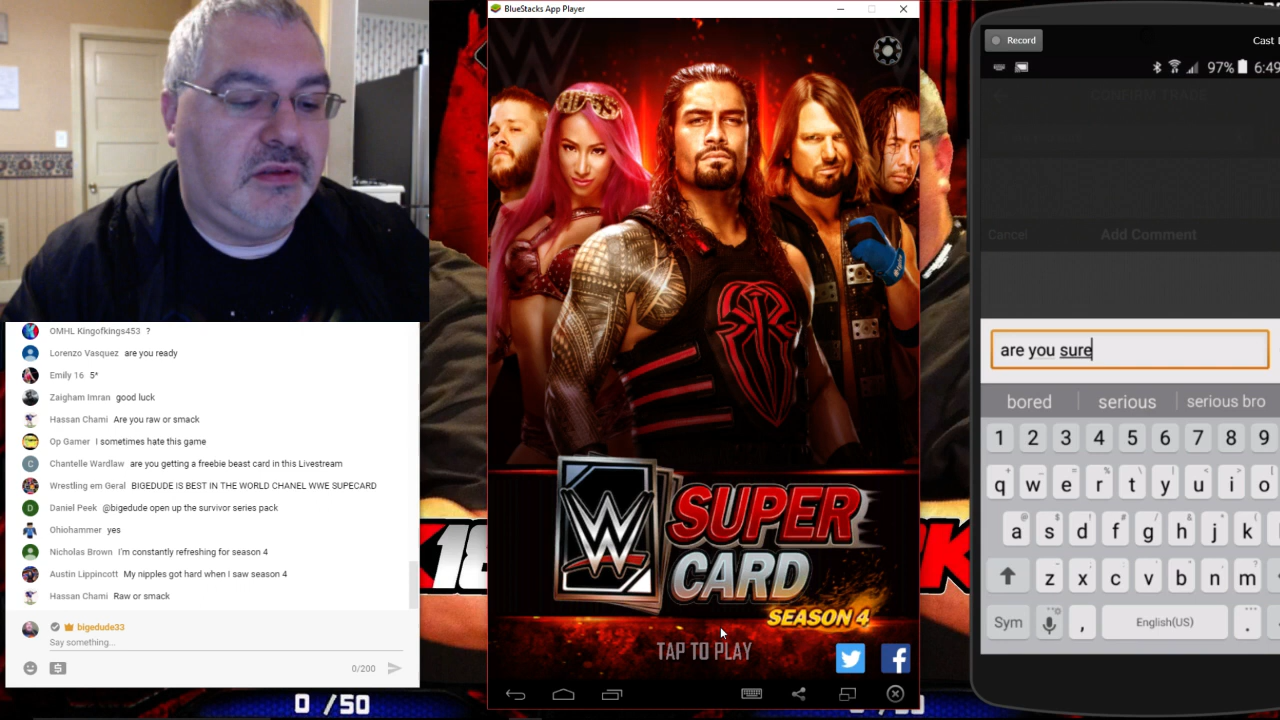 BlueStacks App Player
SUPER
CARD
SEASON 4
TAP TO PLAY
OMHL Kingofkings453 ?
Lorenzo Vasquez are you ready
Emily 16 5*
Zaigham Imran good luck
Hassan Chami Are you raw or smack
Op Gamer I sometimes hate this game
Chantelle Wardlaw are you getting a freebie beast card in this Livestream
Wrestling em Geral BIGEDUDE IS BEST IN THE WORLD CHANEL WWE SUPECARD
Daniel Peek @bigedude open up the survivor series pack
Ohiohammer yes
Nicholas Brown I'm constantly refreshing for season 4
Austin Lippincott My nipples got hard when I saw season 4
Hassan Chami Raw or smack
bigedude33
Say something...
0/200
0 /50
Record
Cast
97% 6:49
CONFIRM TRADE
Cancel Add Comment
are you sure
bored serious serious bro
1 2 3 4 5 6 7 8 9
q w e r t y u i o
a s d f g h j k
z x c v b n m
Sym , English(US) .